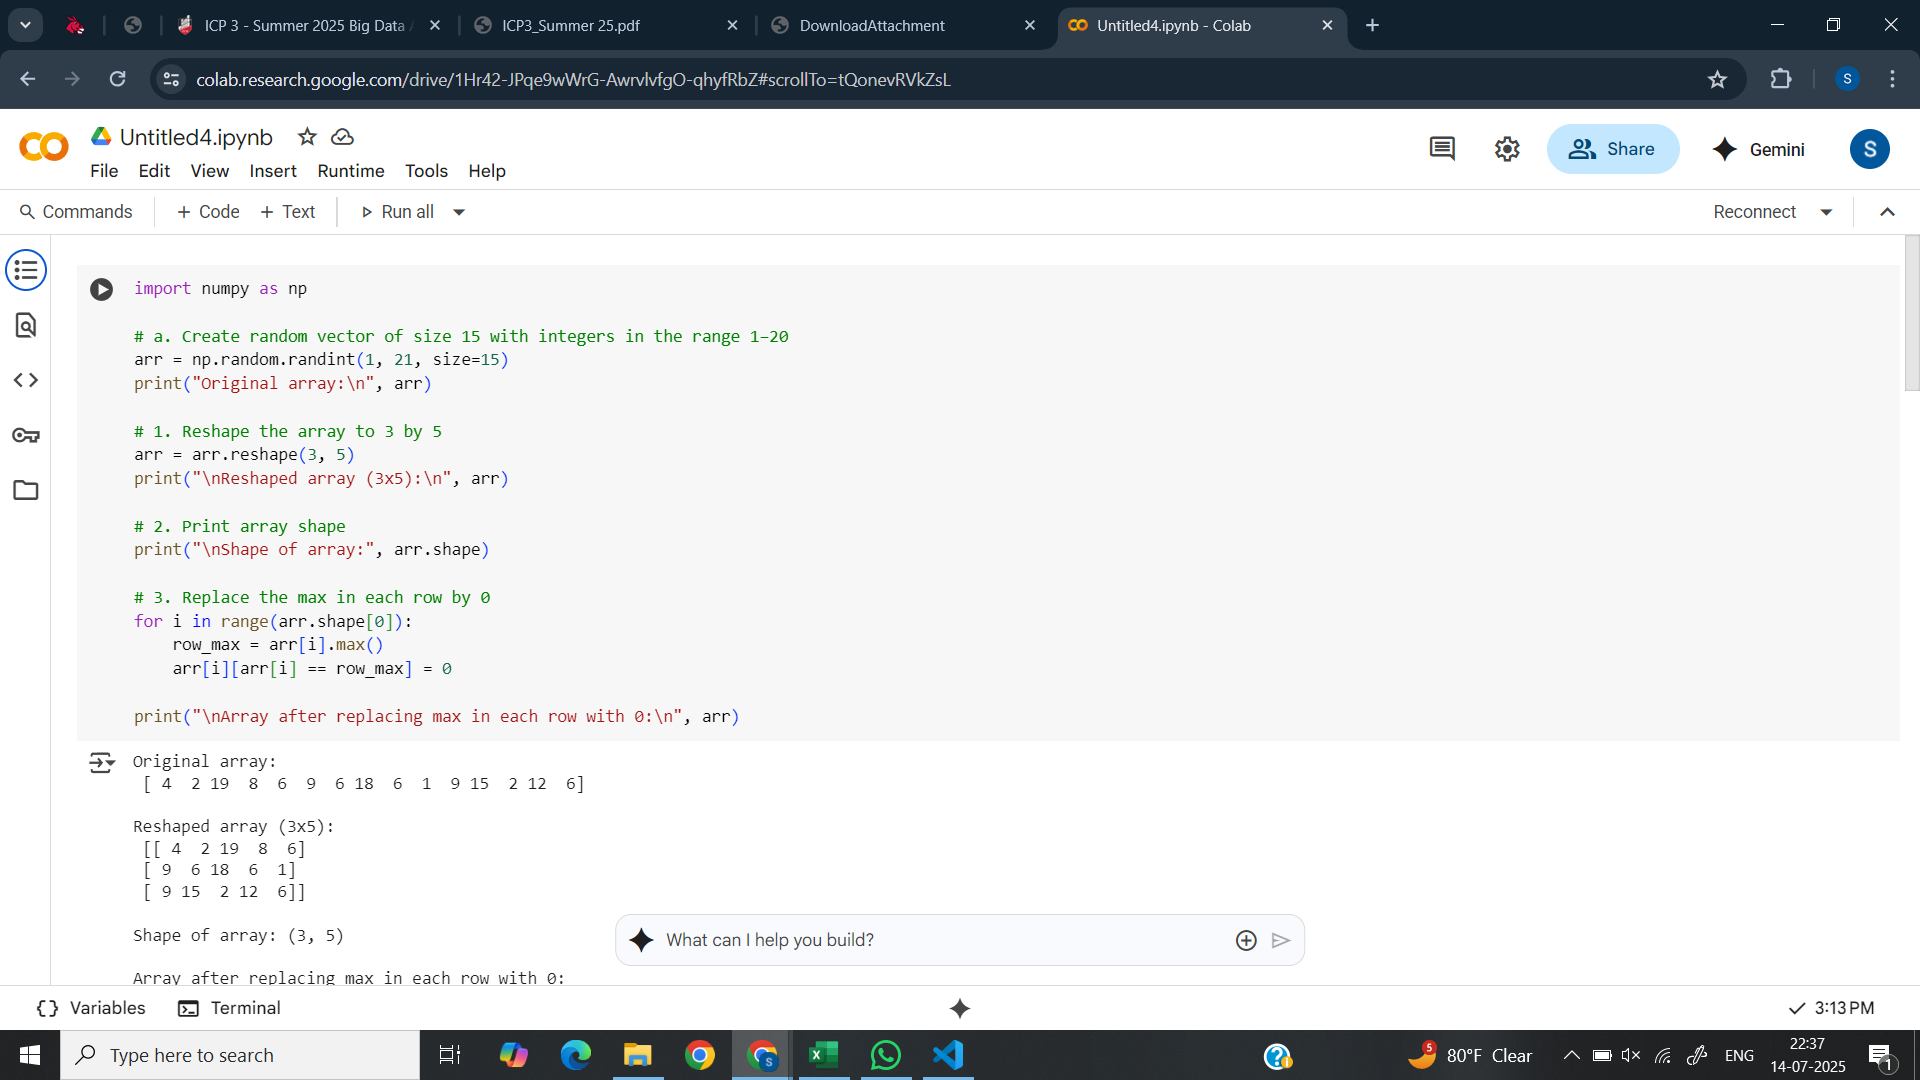 ICP 3 - Summer 2025 Big Data
ICP3_Summer 25.pdf
DownloadAttachment
Untitled4.ipynb - Colab
colab.research.google.com/drive/1Hr42-JPqe9wWrG-AwrvlvfgO-qhyfRbZ#scrollTo=tQonevRVkZsL
S
CO
Untitled4.ipynb
File Edit View Insert Runtime Tools Help
Share
Gemini
S
Commands
+ Code
+ Text
Run all
Reconnect
import numpy as np
# a. Create random vector of size 15 with integers in the range 1–20
arr = np.random.randint(1, 21, size=15)
print("Original array:\n", arr)
# 1. Reshape the array to 3 by 5
arr = arr.reshape(3, 5)
print("\nReshaped array (3x5):\n", arr)
# 2. Print array shape
print("\nShape of array:", arr.shape)
# 3. Replace the max in each row by 0
for i in range(arr.shape[0]):
    row_max = arr[i].max()
    arr[i][arr[i] == row_max] = 0
print("\nArray after replacing max in each row with 0:\n", arr)
Original array:
 [ 4  2 19  8  6  9  6 18  6  1  9 15  2 12  6]
Reshaped array (3x5):
 [[ 4  2 19  8  6]
 [ 9  6 18  6  1]
 [ 9 15  2 12  6]]
Shape of array: (3, 5)
Array after replacing max in each row with 0:
What can I help you build?
Variables
Terminal
3:13 PM
Type here to search
S
5
80°F Clear
ENG
22:37
14-07-2025
1